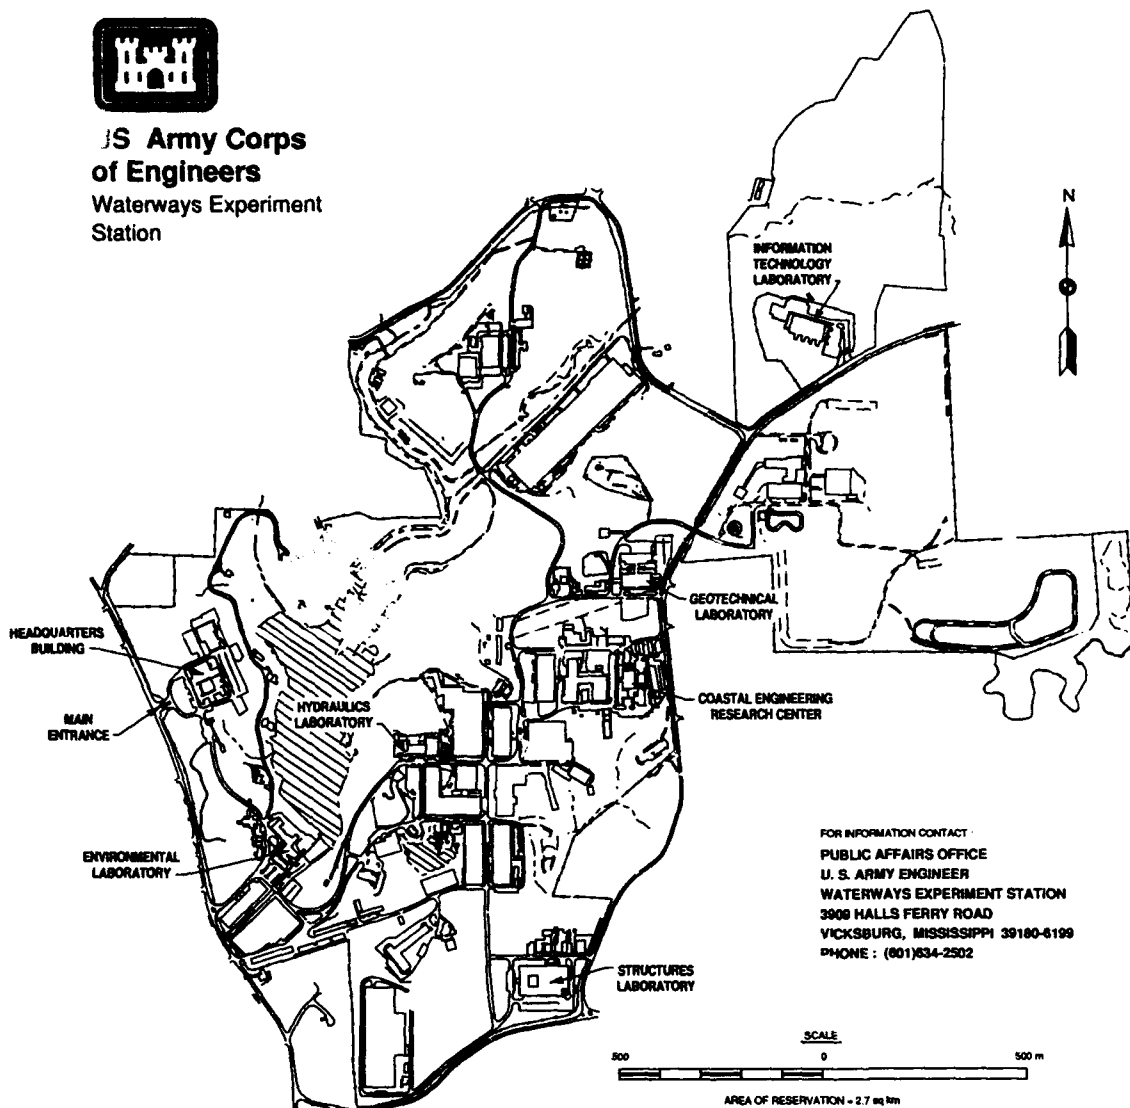 US Army Corps
of Engineers
Waterways Experiment
Station
N
INFORMATION
TECHNOLOGY
LABORATORY
GEOTECHNICAL
LABORATORY
HEADQUARTERS
BUILDING
HYDRAULICS
LABORATORY
COASTAL ENGINEERING
RESEARCH CENTER
MAIN
ENTRANCE
ENVIRONMENTAL
LABORATORY
STRUCTURES
LABORATORY
FOR INFORMATION CONTACT
PUBLIC AFFAIRS OFFICE
U. S. ARMY ENGINEER
WATERWAYS EXPERIMENT STATION
3909 HALLS FERRY ROAD
VICKSBURG, MISSISSIPPI 39180-6199
PHONE : (601)634-2502
SCALE
500 0 500 m
AREA OF RESERVATION = 2.7 sq km